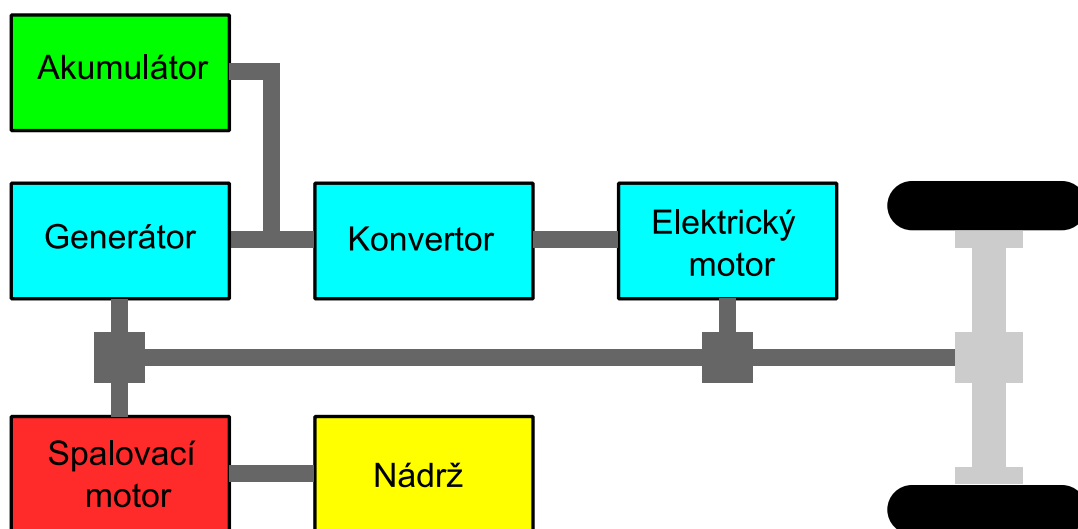 Akumulátor
Generátor
Konvertor
Elektrický
motor
Spalovací
motor
Nádrž